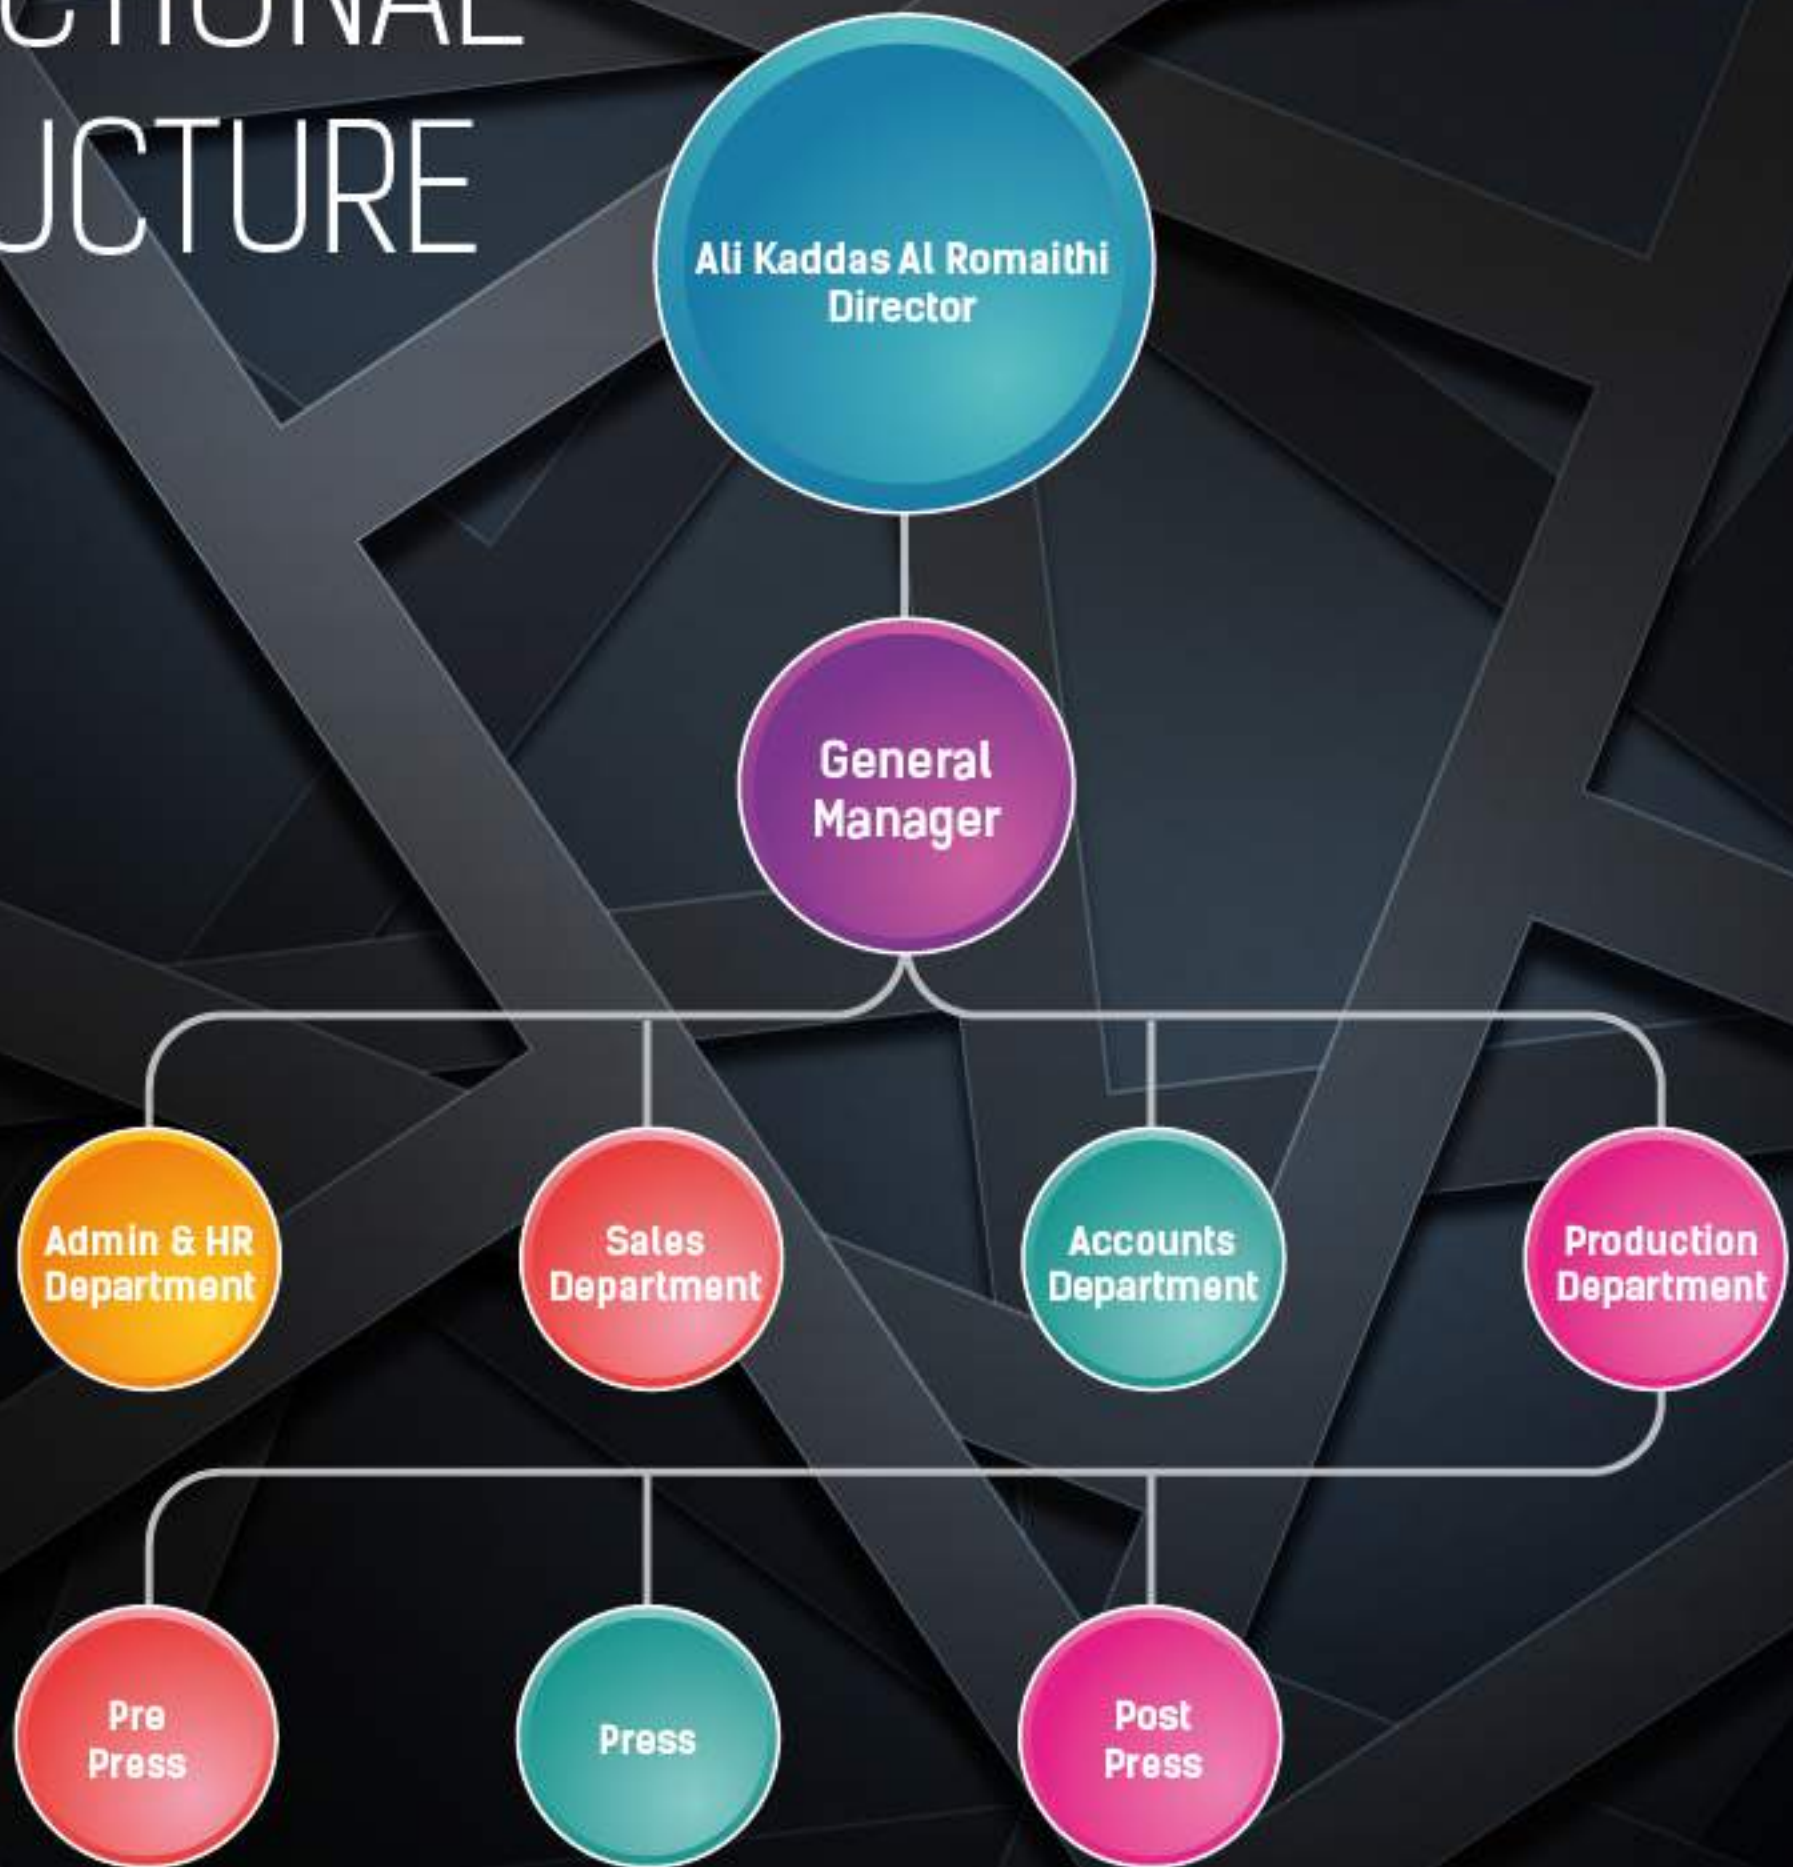 CTIONAL
UCTURE
Ali Kaddas Al Romaithi
Director
General
Manager
Admin & HR
Department
Sales
Department
Accounts
Department
Production
Department
Pre
Press
Press
Post
Press